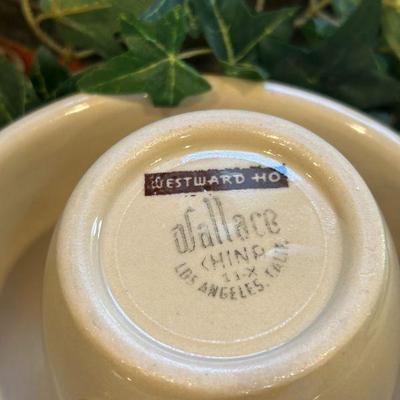 WESTWARD HO
Wallace
CHINA
11-X
LOS ANGELES, CALIF.